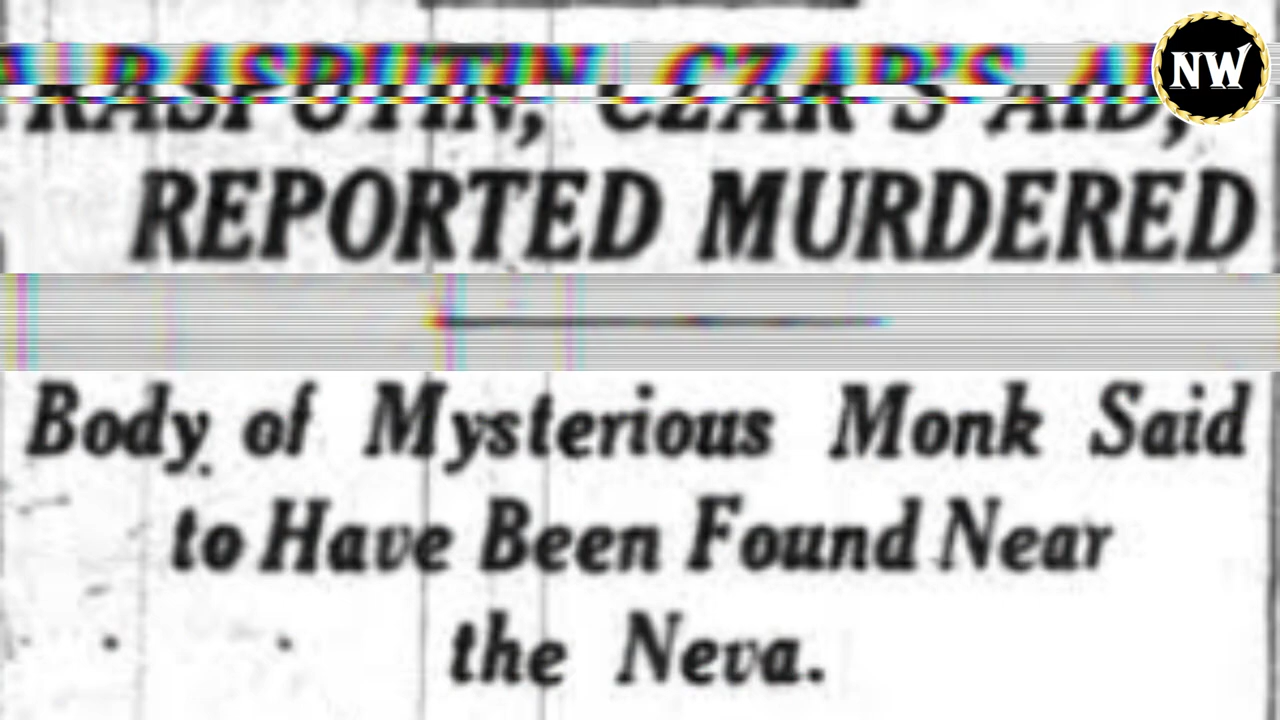 RASPUTIN, CZAR'S AID,
REPORTED MURDERED
Body of Mysterious Monk Said
to Have Been Found Near
the Neva.
NW